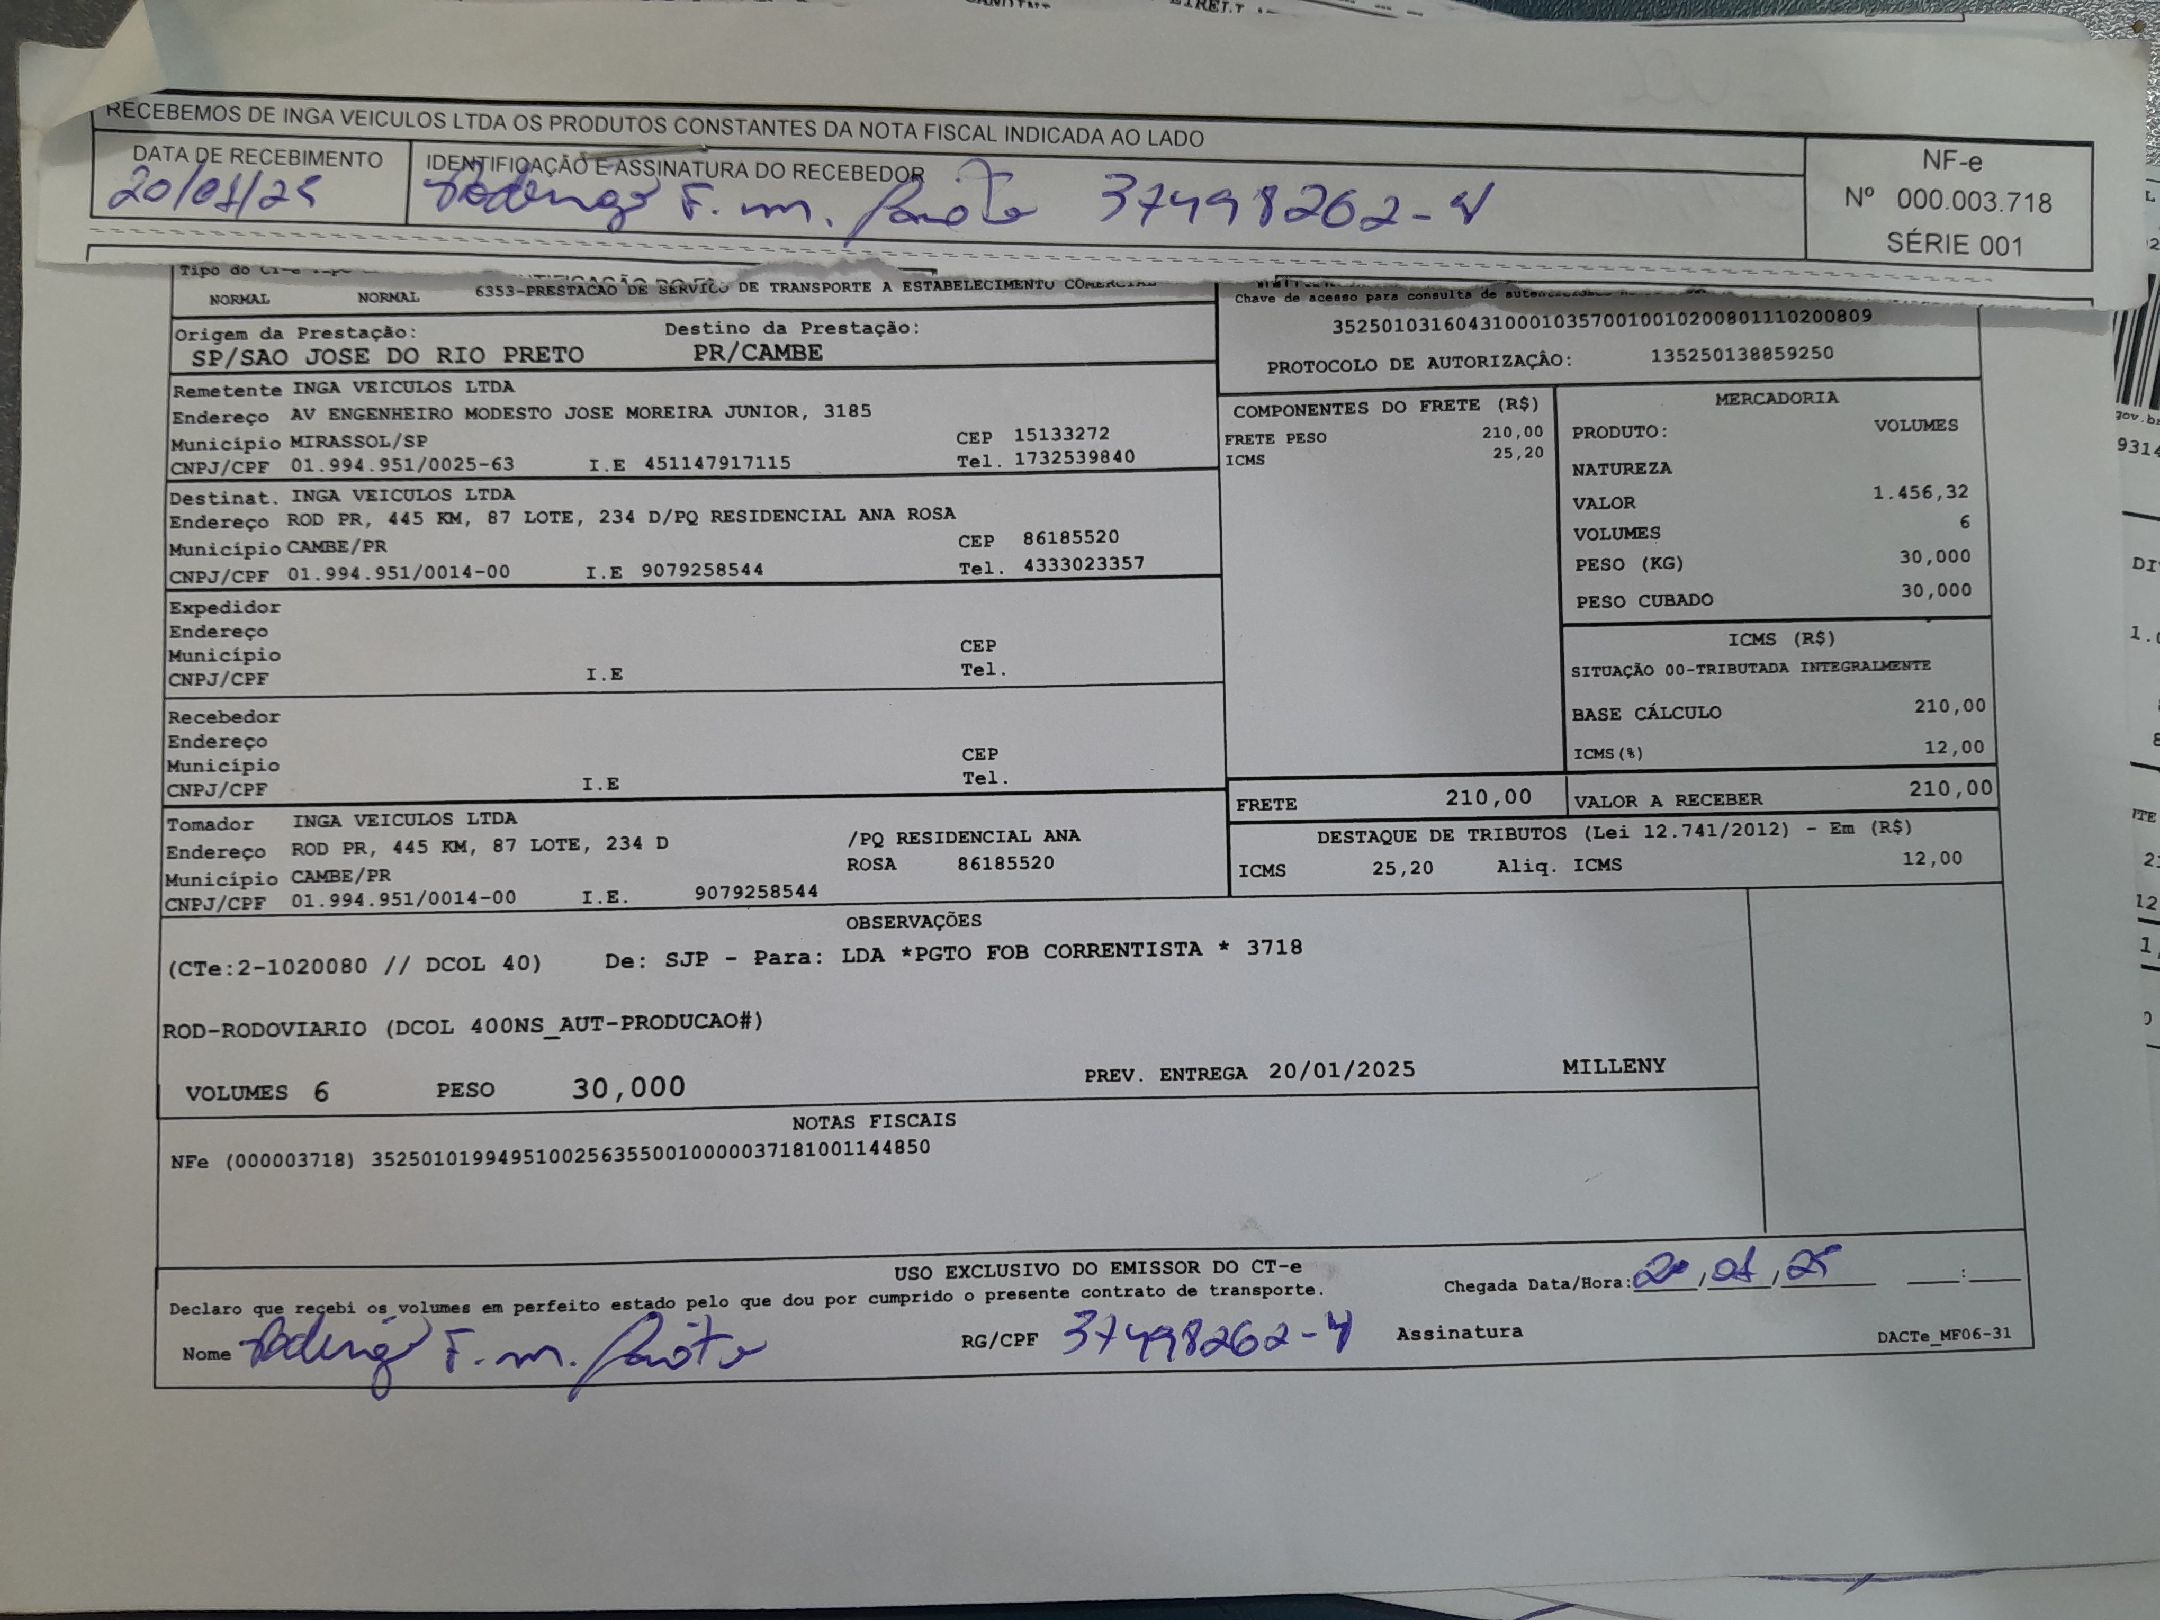 RECEBEMOS DE INGA VEICULOS LTDA OS PRODUTOS CONSTANTES DA NOTA FISCAL INDICADA AO LADO
DATA DE RECEBIMENTO
20/01/25
IDENTIFICAÇÃO E ASSINATURA DO RECEBEDOR
Rodrigo F. m. 37498262-4
NF-e
Nº 000.003.718
SÉRIE 001
Tipo do
NORMAL NORMAL 6353-PRESTACAO DE SERVICO DE TRANSPORTE A ESTABELECIMENTO COMERCIAL
Chave de acesso para consulta de
35250103160431000103570010010200801110200809
PROTOCOLO DE AUTORIZAÇÂO: 135250138859250
Origem da Prestação: Destino da Prestação:
SP/SAO JOSE DO RIO PRETO PR/CAMBE
Remetente INGA VEICULOS LTDA
Endereço AV ENGENHEIRO MODESTO JOSE MOREIRA JUNIOR, 3185
Município MIRASSOL/SP CEP 15133272
CNPJ/CPF 01.994.951/0025-63 I.E 451147917115 Tel. 1732539840
Destinat. INGA VEICULOS LTDA
Endereço ROD PR, 445 KM, 87 LOTE, 234 D/PQ RESIDENCIAL ANA ROSA
Município CAMBE/PR CEP 86185520
CNPJ/CPF 01.994.951/0014-00 I.E 9079258544 Tel. 4333023357
Expedidor
Endereço
Município CEP
CNPJ/CPF I.E Tel.
Recebedor
Endereço
Município CEP
CNPJ/CPF I.E Tel.
Tomador INGA VEICULOS LTDA
Endereço ROD PR, 445 KM, 87 LOTE, 234 D /PQ RESIDENCIAL ANA
ROSA 86185520
Município CAMBE/PR
CNPJ/CPF 01.994.951/0014-00 I.E. 9079258544
COMPONENTES DO FRETE (R$)
FRETE PESO 210,00
ICMS 25,20
MERCADORIA
PRODUTO: VOLUMES
NATUREZA
VALOR 1.456,32
VOLUMES 6
PESO (KG) 30,000
PESO CUBADO 30,000
ICMS (R$)
SITUAÇÃO 00-TRIBUTADA INTEGRALMENTE
BASE CÁLCULO 210,00
ICMS(%) 12,00
FRETE 210,00 VALOR A RECEBER 210,00
DESTAQUE DE TRIBUTOS (Lei 12.741/2012) - Em (R$)
ICMS 25,20 Aliq. ICMS 12,00
OBSERVAÇÕES
(CTe:2-1020080 // DCOL 40) De: SJP - Para: LDA *PGTO FOB CORRENTISTA * 3718
ROD-RODOVIARIO (DCOL 400NS_AUT-PRODUCAO#)
VOLUMES 6 PESO 30,000 PREV. ENTREGA 20/01/2025 MILLENY
NOTAS FISCAIS
NFe (000003718) 35250101994951002563550010000037181001144850
USO EXCLUSIVO DO EMISSOR DO CT-e
Declaro que recebi os volumes em perfeito estado pelo que dou por cumprido o presente contrato de transporte.
Chegada Data/Hora: 20/01/25 __:__
Nome Rodrigo F. m. RG/CPF 37498262-4 Assinatura
DACTe_MF06-31